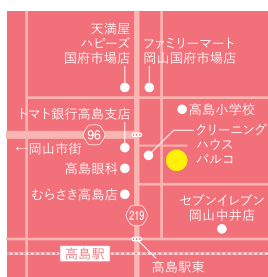 天満屋
ハピーズ
国府市場店
ファミリーマート
岡山国府市場店
高島小学校
トマト銀行高島支店
96
クリーニング
ハウス
パルコ
←岡山市街
高島眼科
むらさき高島店
セブンイレブン
岡山中井店
219
高島駅
高島駅東